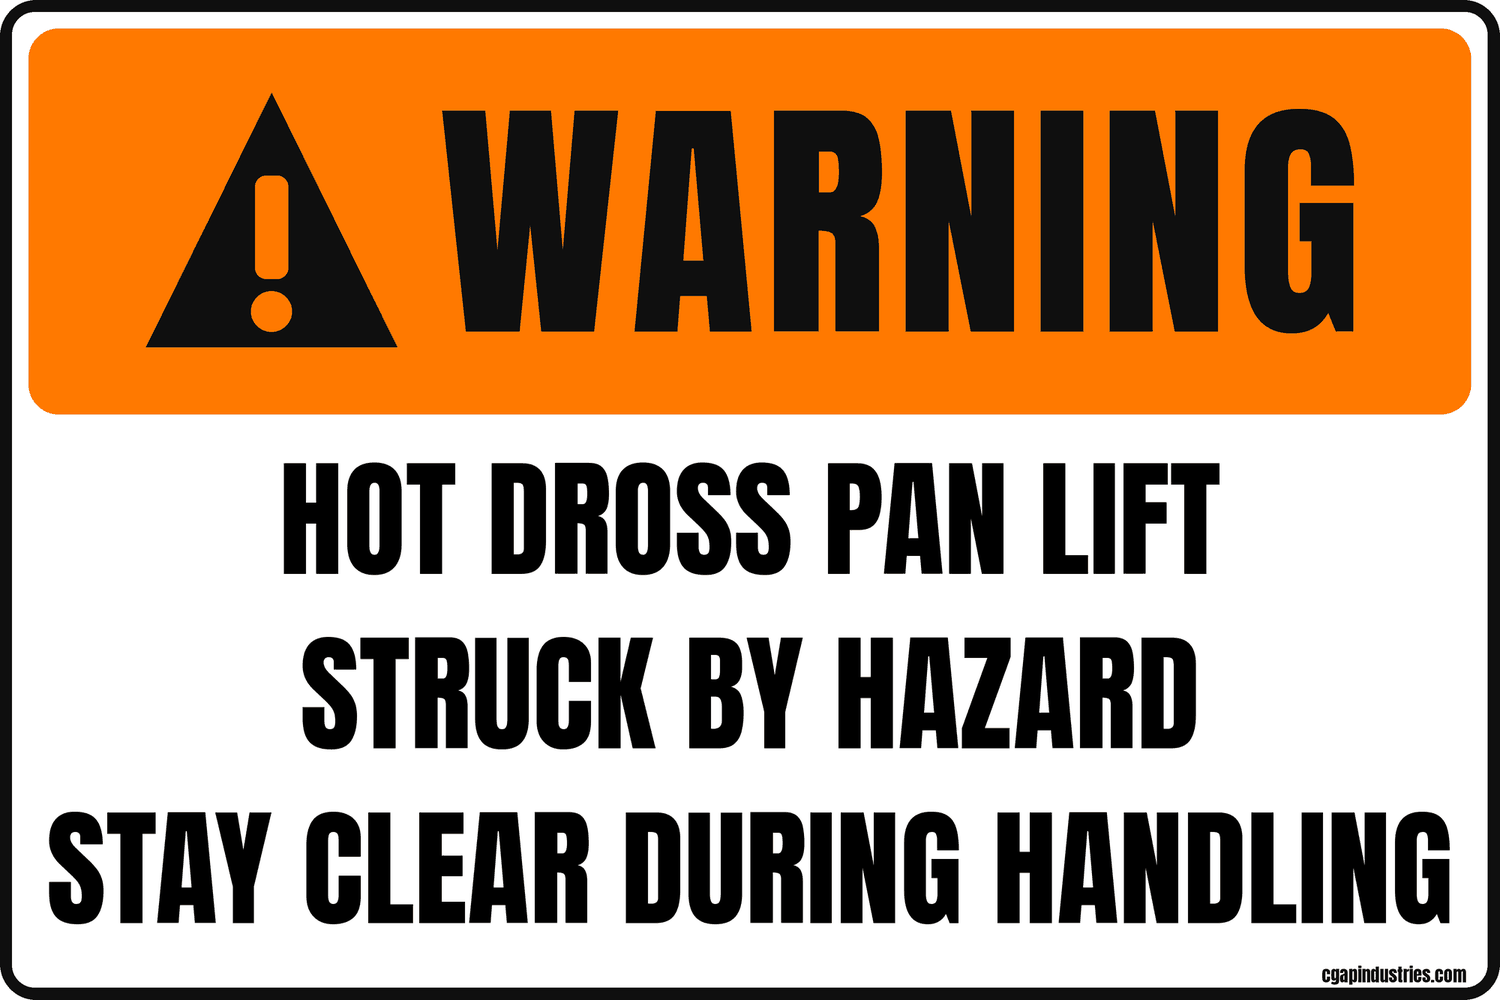 WARNING
HOT DROSS PAN LIFT
STRUCK BY HAZARD
STAY CLEAR DURING HANDLING
cgapindustries.com